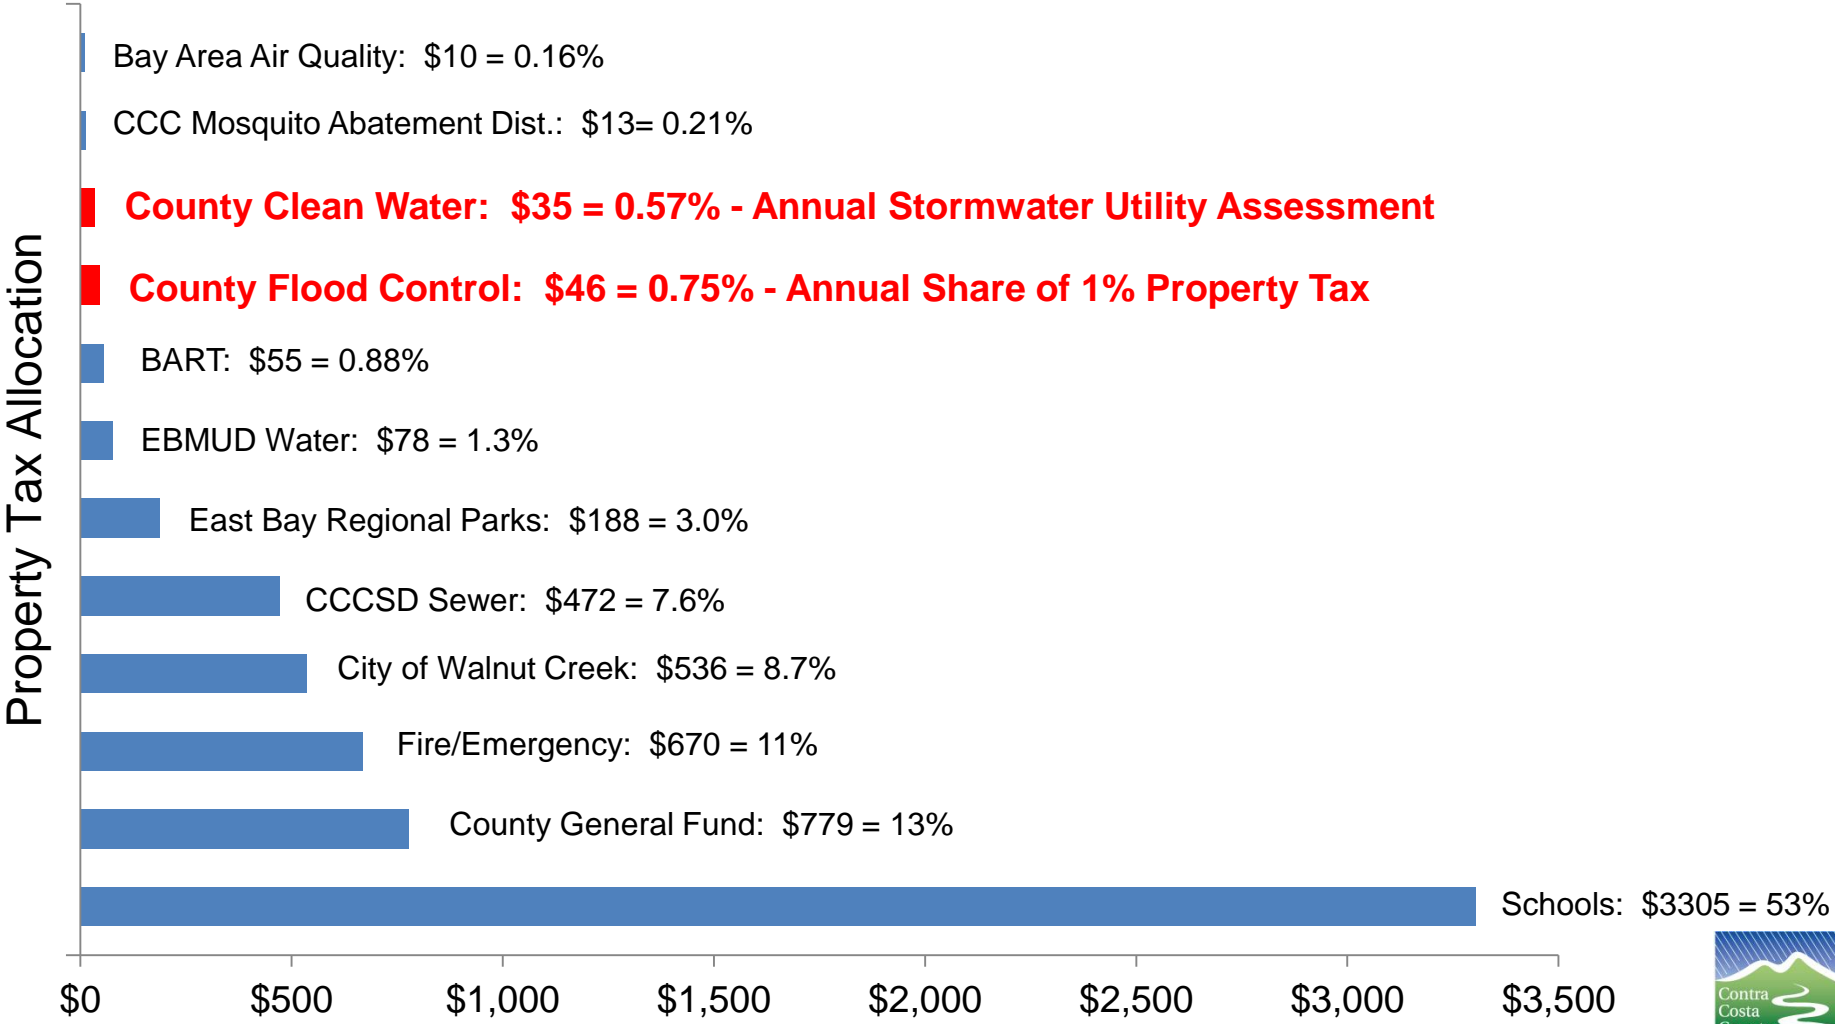 Property Tax Allocation
Bay Area Air Quality: $10 = 0.16%
CCC Mosquito Abatement Dist.: $13= 0.21%
County Clean Water: $35 = 0.57% - Annual Stormwater Utility Assessment
County Flood Control: $46 = 0.75% - Annual Share of 1% Property Tax
BART: $55 = 0.88%
EBMUD Water: $78 = 1.3%
East Bay Regional Parks: $188 = 3.0%
CCCSD Sewer: $472 = 7.6%
City of Walnut Creek: $536 = 8.7%
Fire/Emergency: $670 = 11%
County General Fund: $779 = 13%
Schools: $3305 = 53%
$0 $500 $1,000 $1,500 $2,000 $2,500 $3,000 $3,500
Contra
Costa